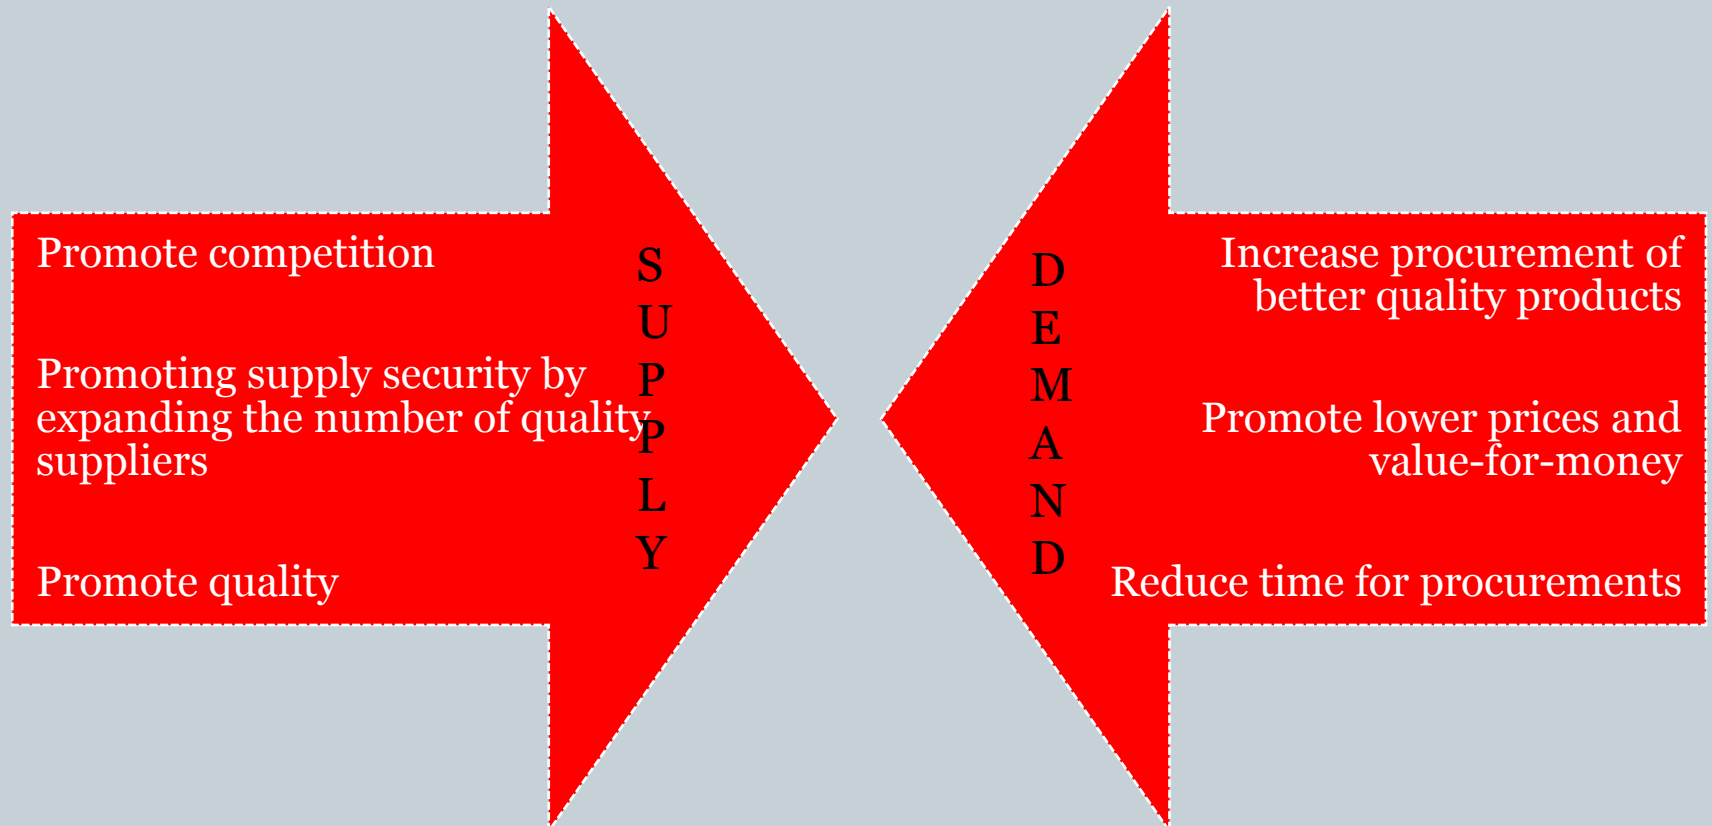 Promote competition
Promoting supply security by
expanding the number of quality
suppliers
Promote quality
S
U
P
P
L
Y
D
E
M
A
N
D
Increase procurement of
better quality products
Promote lower prices and
value-for-money
Reduce time for procurements